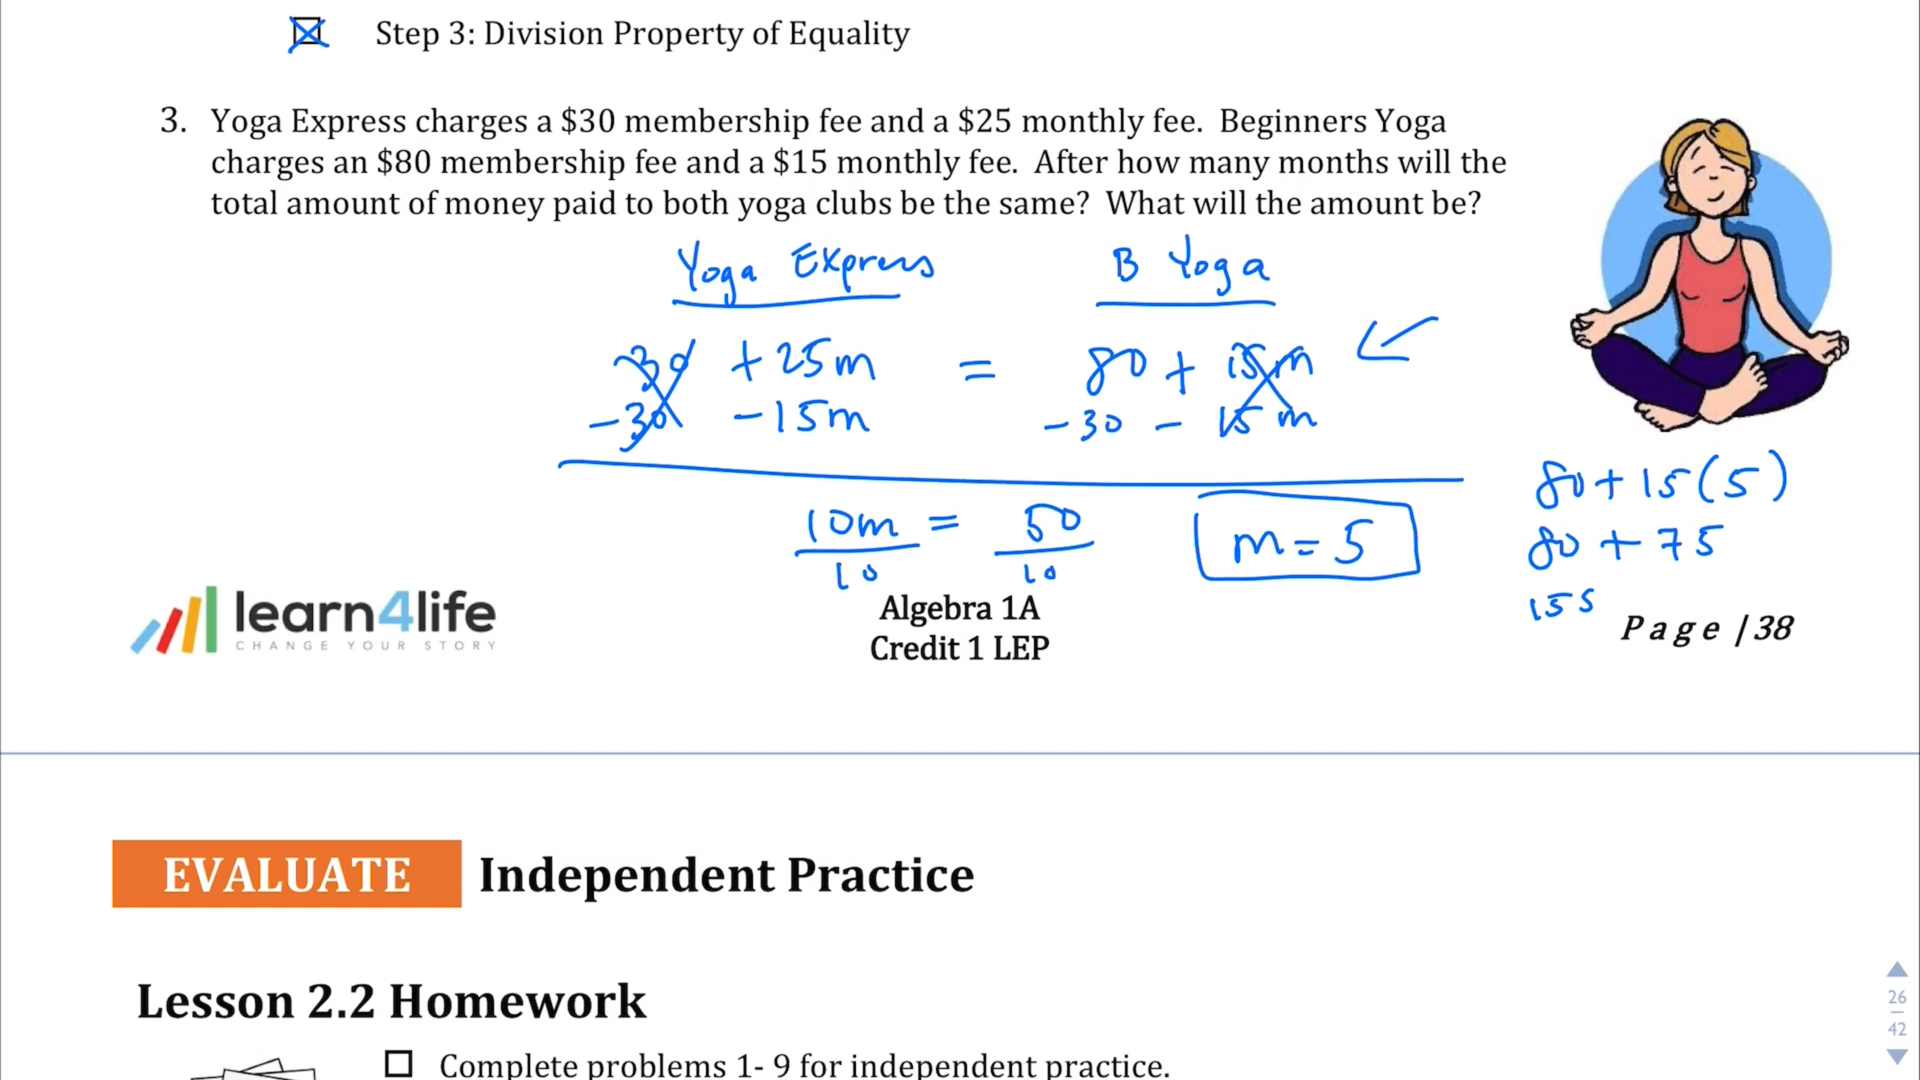 Step 3: Division Property of Equality
3. Yoga Express charges a $30 membership fee and a $25 monthly fee. Beginners Yoga
charges an $80 membership fee and a $15 monthly fee. After how many months will the
total amount of money paid to both yoga clubs be the same? What will the amount be?
Yoga Express B Yoga
30 + 25m = 80 + 15m
-30 -15m -30 - 15m
10m = 50
10 10
m = 5
80 + 15(5)
80 + 75
155
learn4life
CHANGE YOUR STORY
Algebra 1A
Credit 1 LEP
Page |38
EVALUATE Independent Practice
Lesson 2.2 Homework
Complete problems 1- 9 for independent practice.
26
42